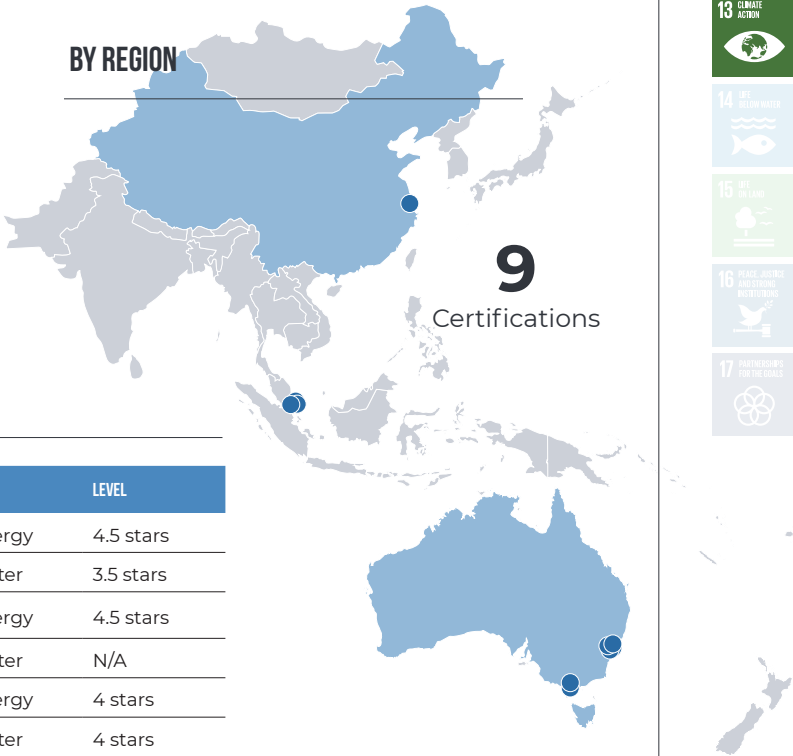 BY REGION
9
Certifications
LEVEL
ergy 4.5 stars
ter 3.5 stars
ergy 4.5 stars
ter N/A
ergy 4 stars
ter 4 stars
13 CLIMATE
ACTION
14 LIFE
BELOW WATER
15 LIFE
ON LAND
16 PEACE, JUSTICE
AND STRONG
INSTITUTIONS
17 PARTNERSHIPS
FOR THE GOALS